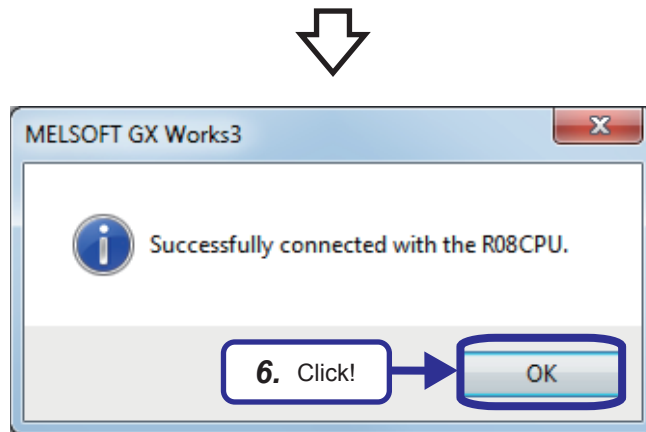 MELSOFT GX Works3
Successfully connected with the R08CPU.
6. Click!
OK